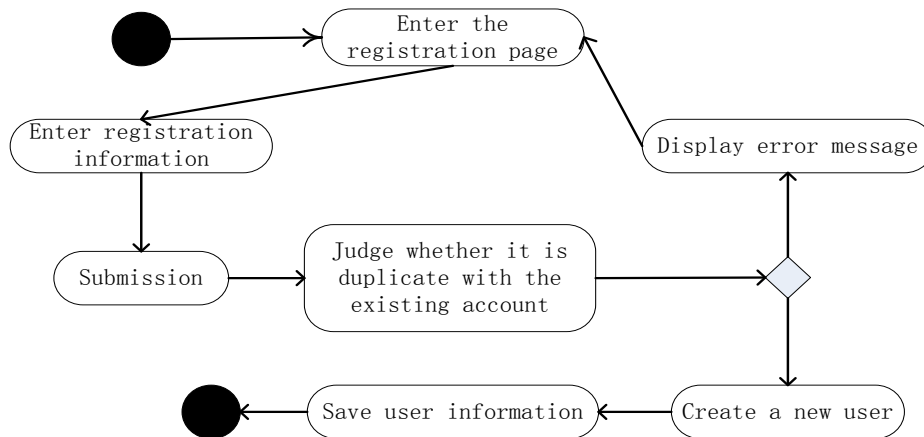 Enter the
registration page
Enter registration
information
Display error message
Submission
Judge whether it is
duplicate with the
existing account
Save user information
Create a new user